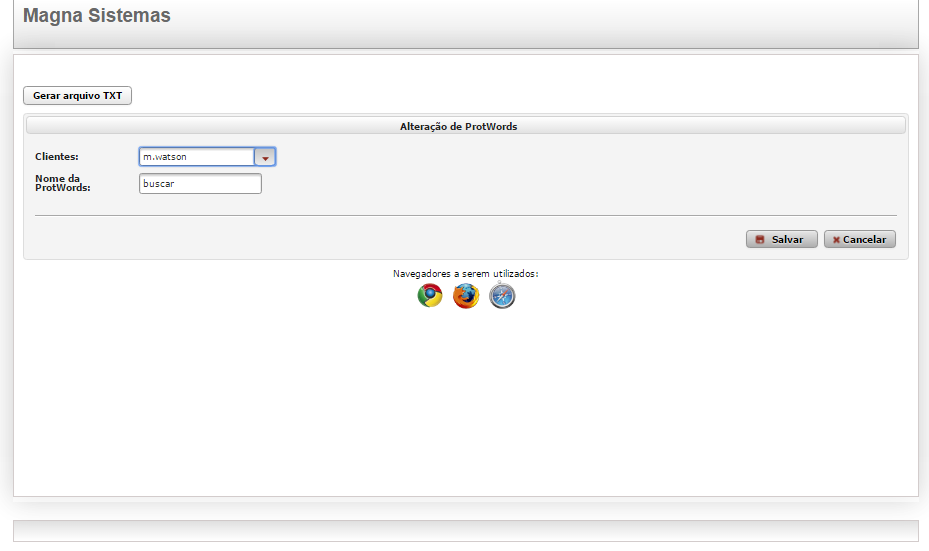 Magna Sistemas
Gerar arquivo TXT
Alteração de ProtWords
Clientes:
m.watson
Nome da
ProtWords:
buscar
Salvar
Cancelar
Navegadores a serem utilizados: